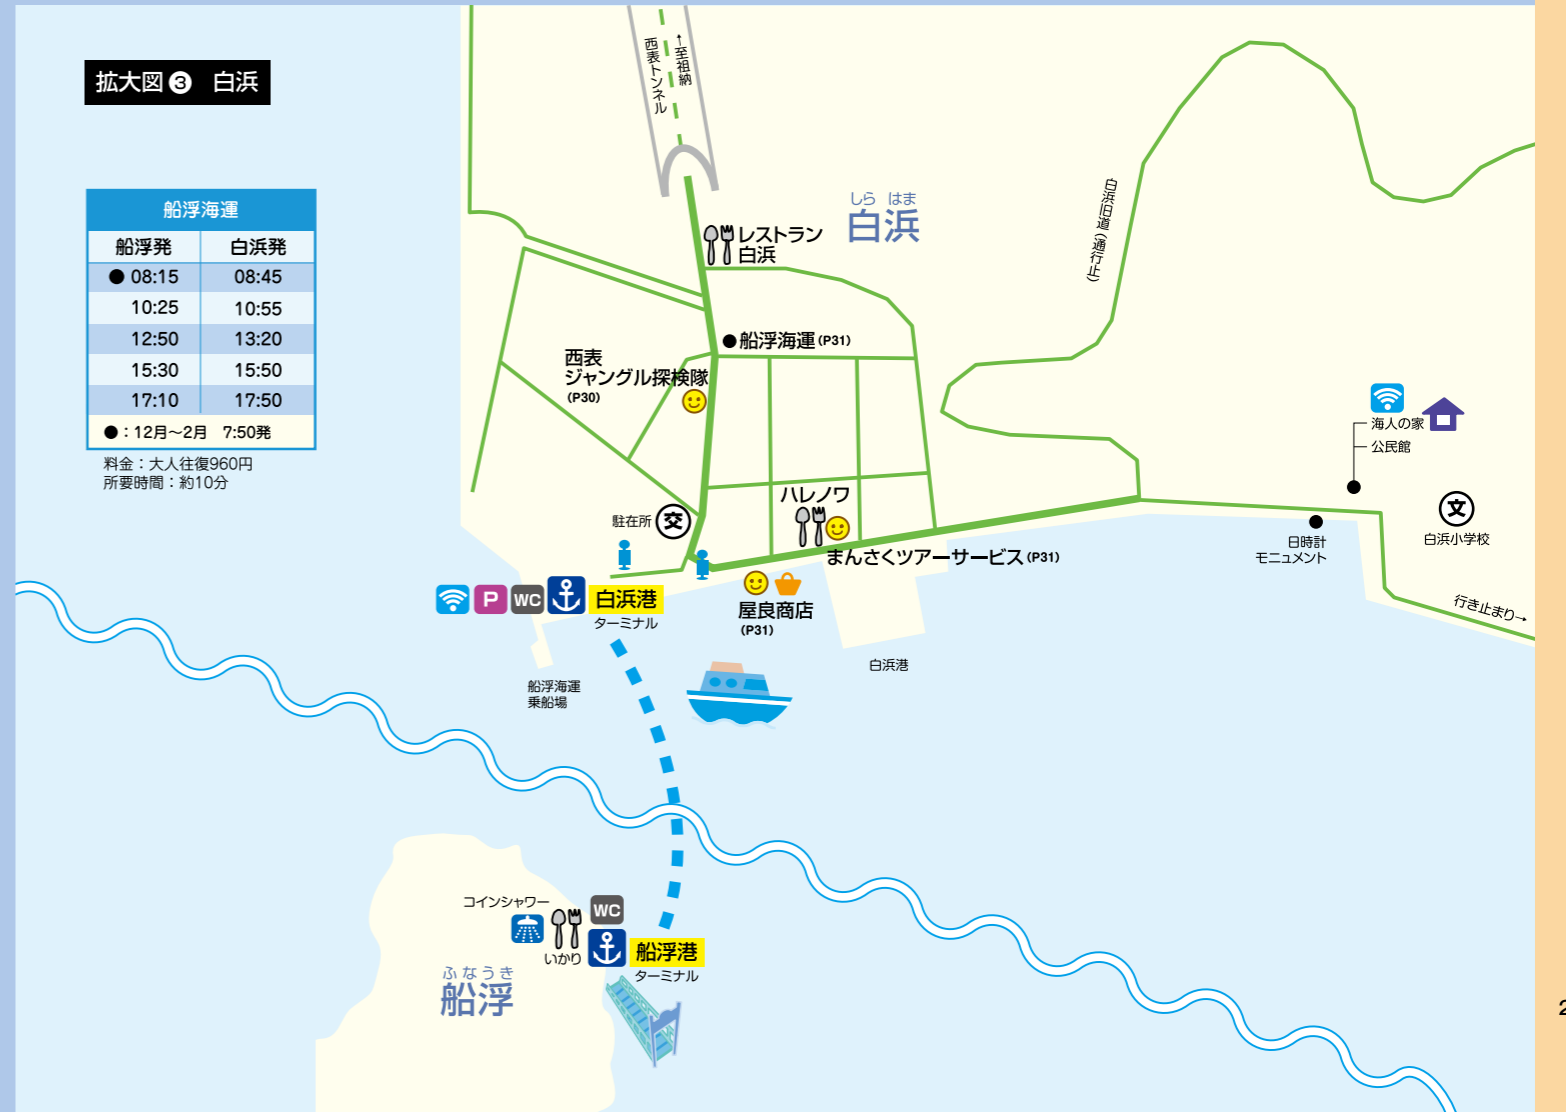 拡大図❸ 白浜
船浮海運
船浮発 白浜発
● 08:15 08:45
10:25 10:55
12:50 13:20
15:30 15:50
17:10 17:50
●：12月～2月 7:50発
料金：大人往復960円
所要時間：約10分
西表トンネル
←至祖納
しら はま
白浜
レストラン
白浜
白浜旧道（通行止）
●船浮海運(P31)
西表
ジャングル探検隊
(P30)
海人の家
公民館
ハレノワ
駐在所
交
文
白浜小学校
日時計
モニュメント
まんさくツアーサービス(P31)
行き止まり→
P
WC
白浜港
ターミナル
屋良商店
(P31)
白浜港
船浮海運
乗船場
コインシャワー
WC
いかり
船浮港
ターミナル
ふなうき
船浮
2